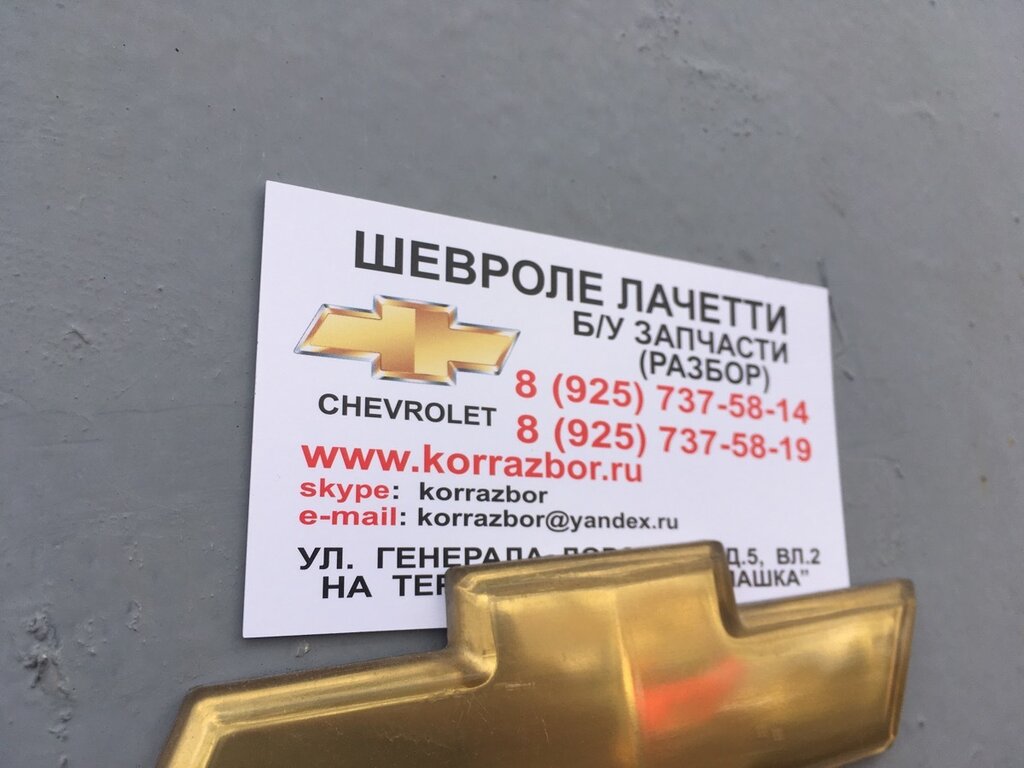 ШЕВРОЛЕ ЛАЧЕТТИ
Б/У ЗАПЧАСТИ
(РАЗБОР)
CHEVROLET
8 (925) 737-58-14
8 (925) 737-58-19
www.korrazbor.ru
skype: korrazbor
e-mail: korrazbor@yandex.ru
УЛ. ГЕНЕРАЛА Д.5, ВЛ.2
НА